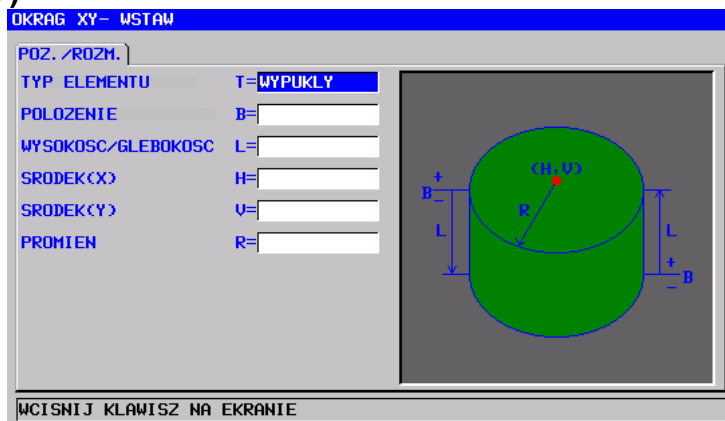 OKRAG XY- WSTAW
POZ./ROZM.
TYP ELEMENTU T=WYPUKLY
POLOZENIE B=
WYSOKOSC/GLEBOKOSC L=
SRODEK(X) H=
SRODEK(Y) V=
PROMIEN R=
(H,V)
+
B
-
R
L
L
+
B
-
WCISNIJ KLAWISZ NA EKRANIE